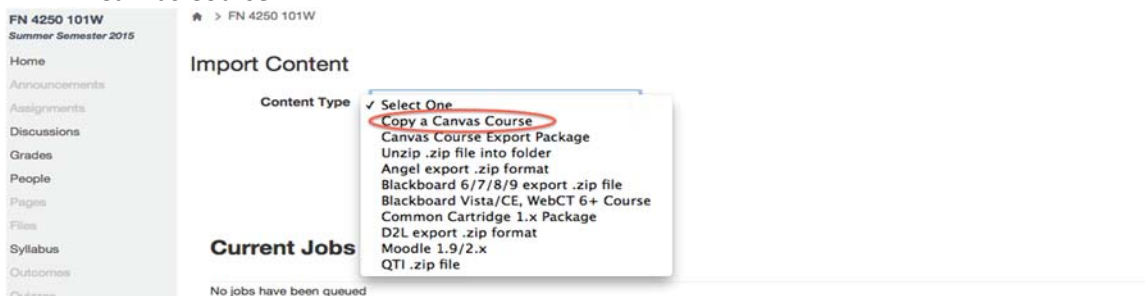 FN 4250 101W
Summer Semester 2015
> FN 4250 101W
Home
Announcements
Assignments
Discussions
Grades
People
Pages
Files
Syllabus
Outcomes
Import Content
Content Type
✓ Select One
Copy a Canvas Course
Canvas Course Export Package
Unzip .zip file into folder
Angel export .zip format
Blackboard 6/7/8/9 export .zip file
Blackboard Vista/CE, WebCT 6+ Course
Common Cartridge 1.x Package
D2L export .zip format
Moodle 1.9/2.x
QTI .zip file
Current Jobs
No jobs have been queued